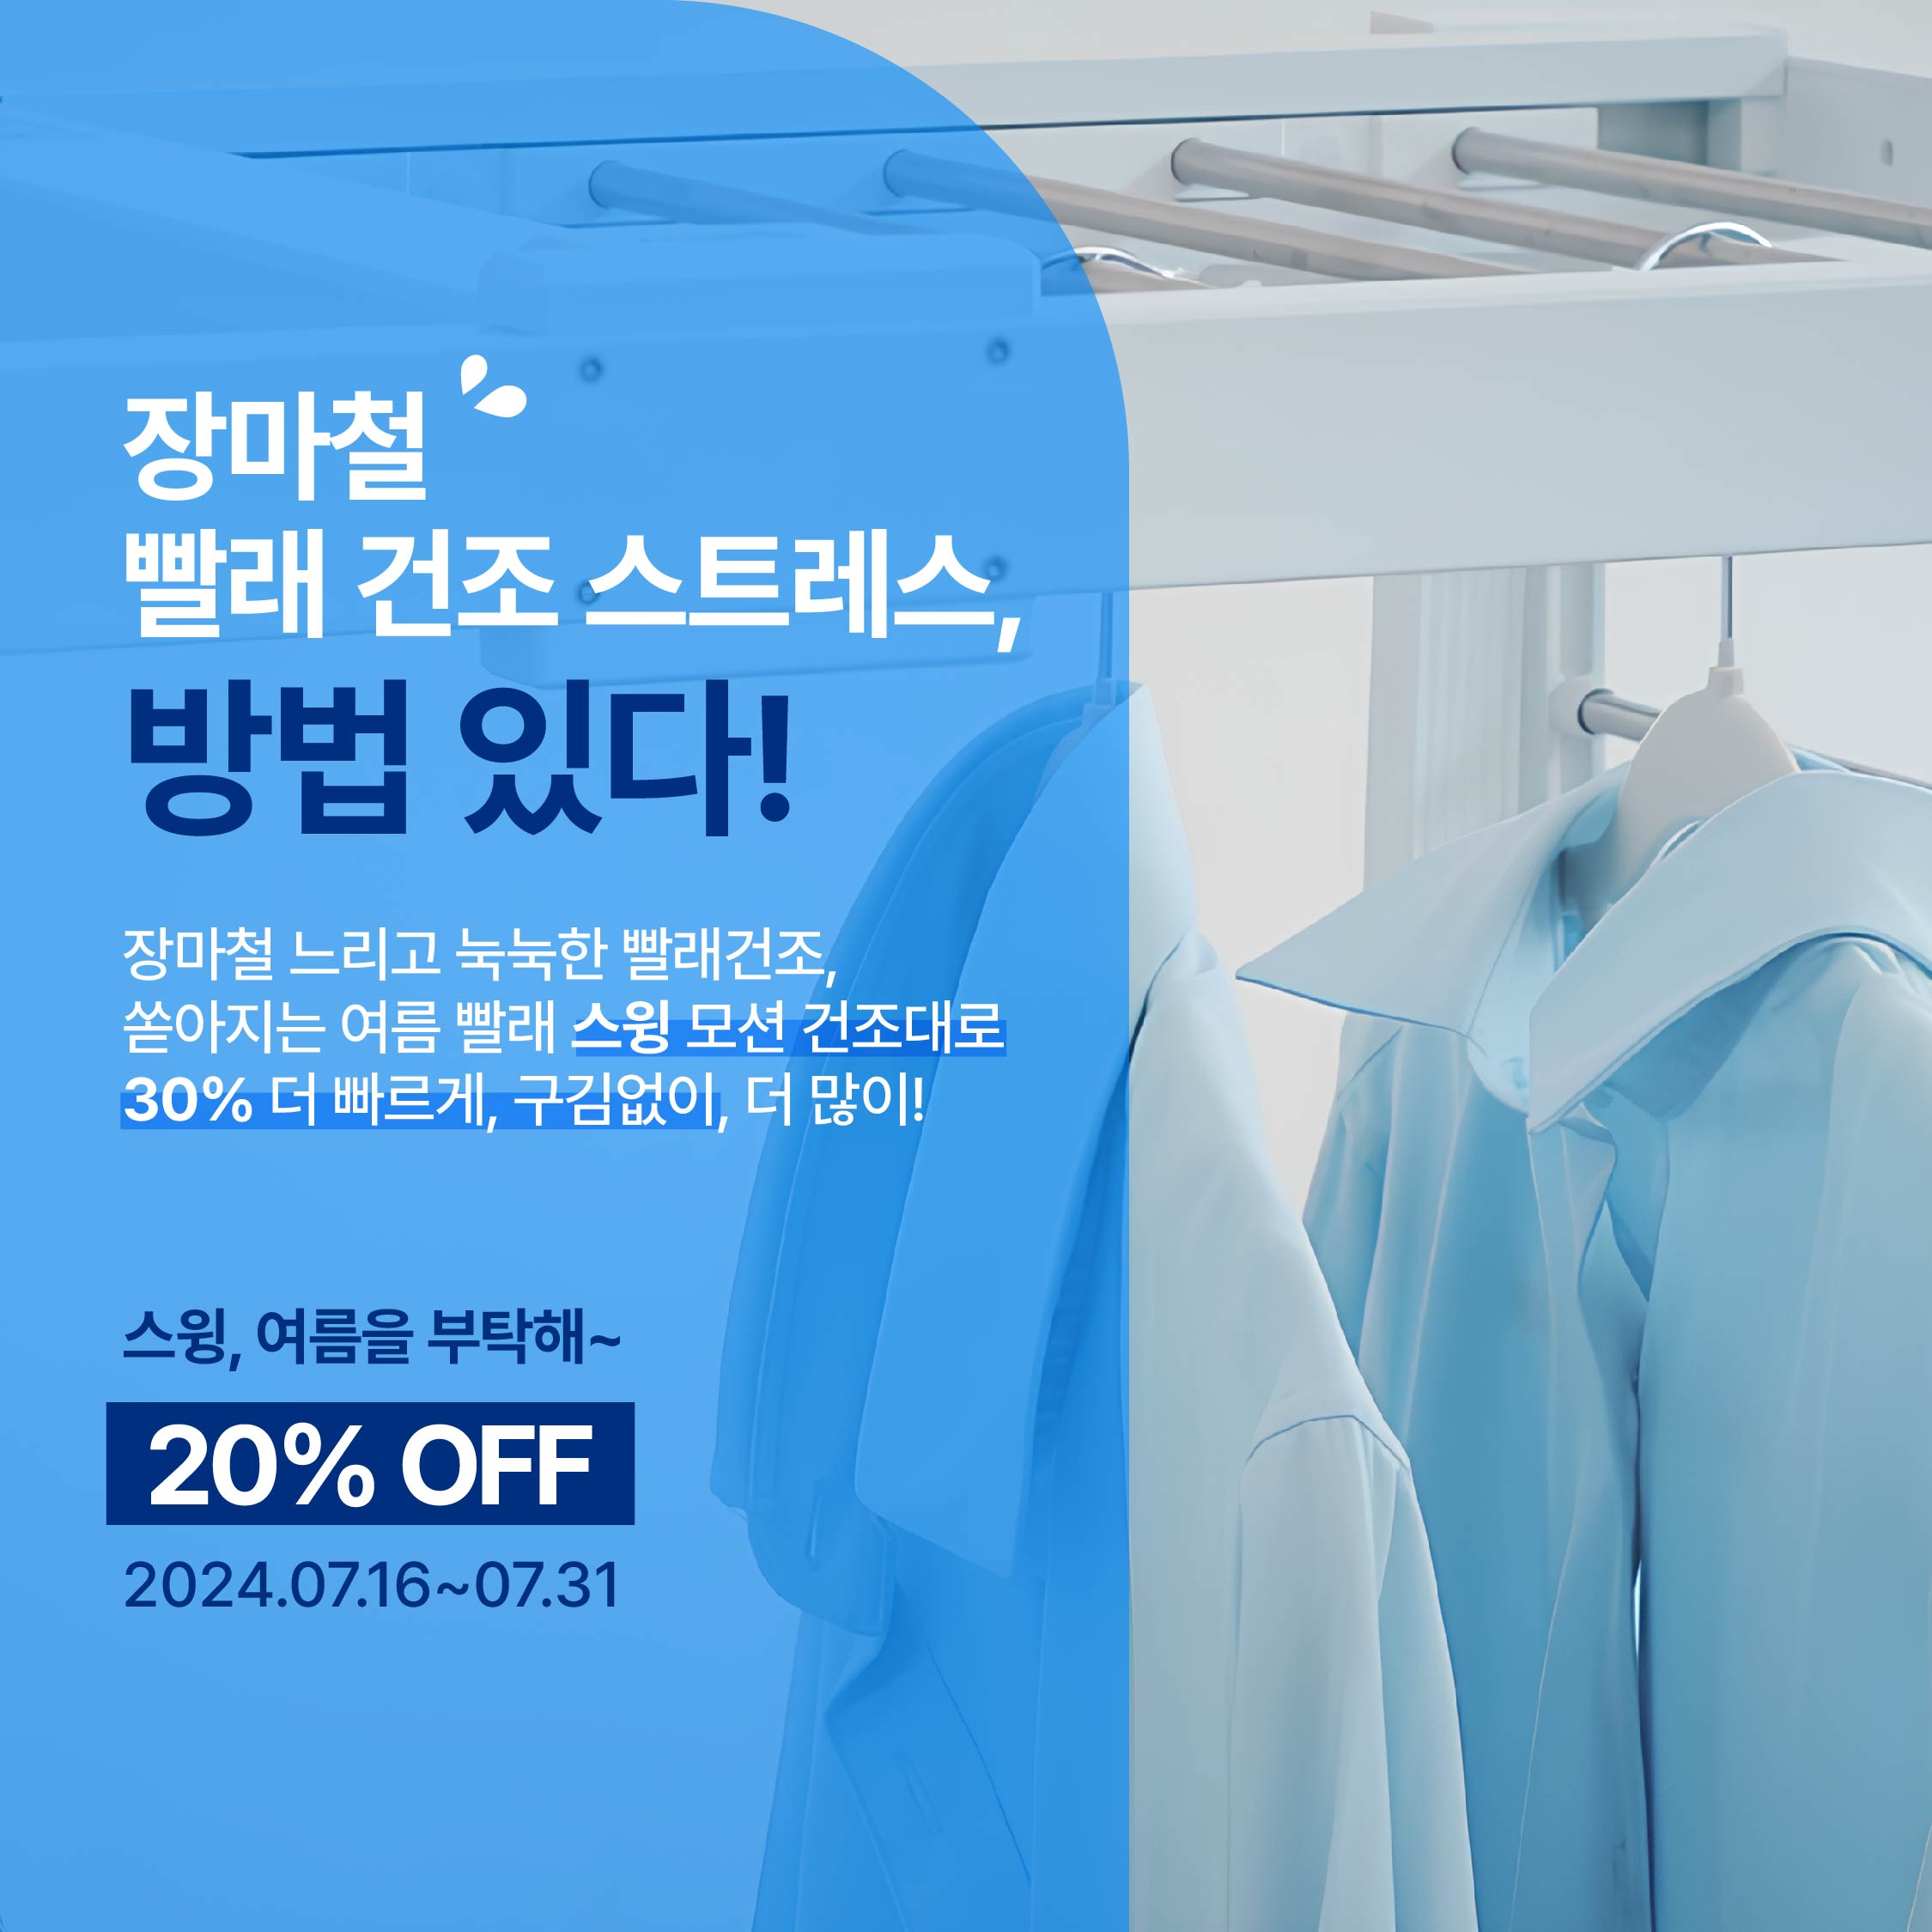 장마철
빨래 건조 스트레스,
방법 있다!
장마철 느리고 눅눅한 빨래건조,
쏟아지는 여름 빨래 스윙 모션 건조대로
30% 더 빠르게, 구김없이, 더 많이!
스윙, 여름을 부탁해~
20% OFF
2024.07.16~07.31